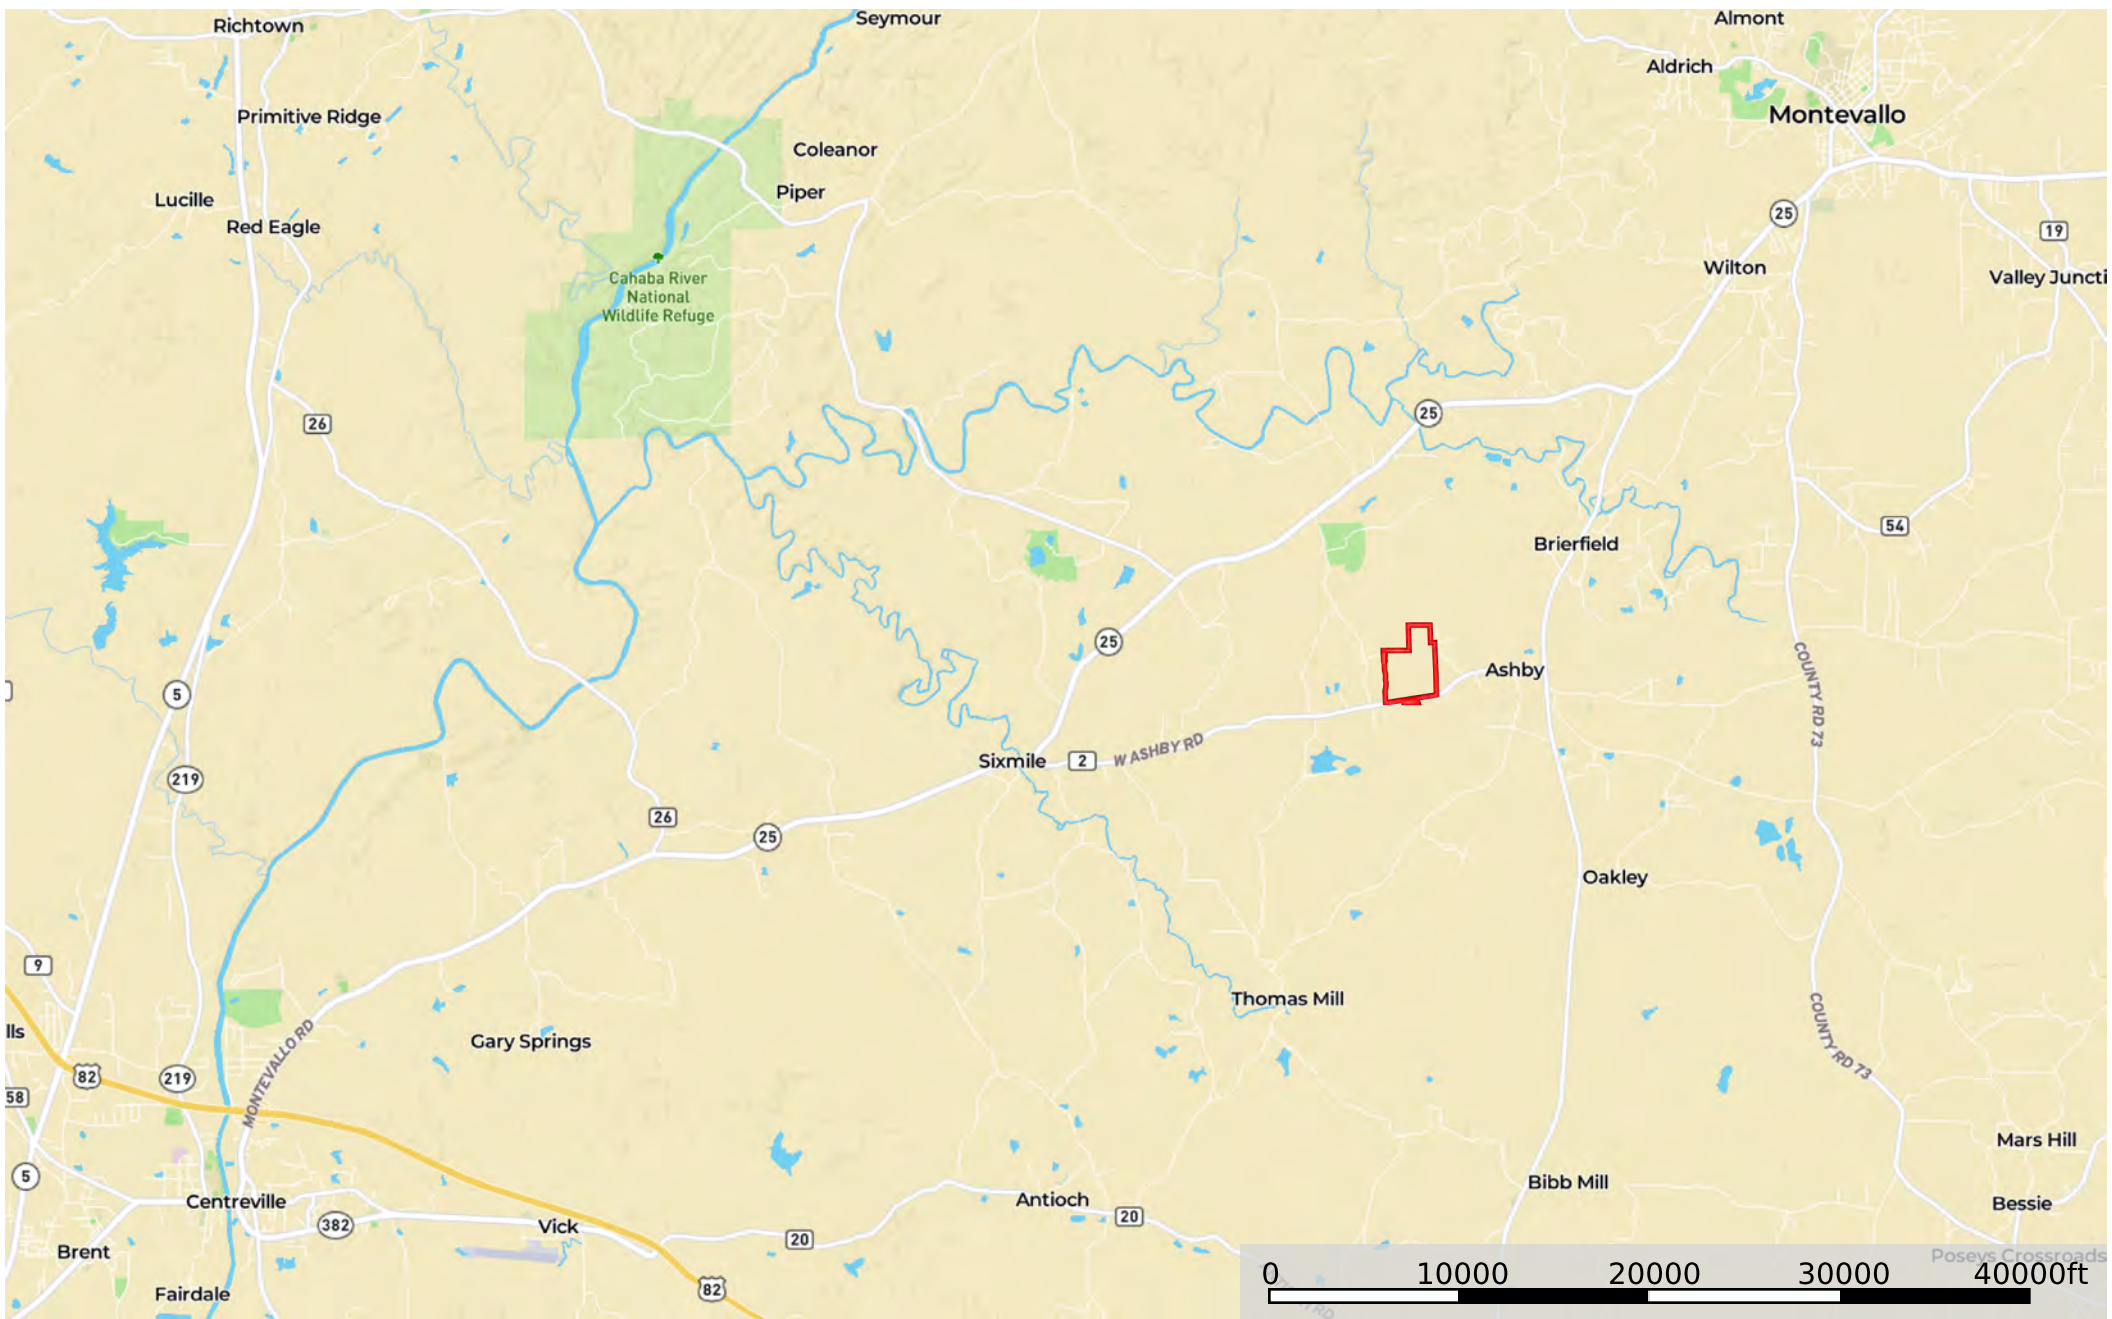 Richtown
Seymour
Almont
Aldrich
Primitive Ridge
Montevallo
Coleanor
Lucille
Piper
Red Eagle
25
19
Wilton
Valley Juncti
Cahaba River
National
Wildlife Refuge
26
25
54
Brierfield
25
COUNTY RD 73
Ashby
5
219
Sixmile
2
W ASHBY RD
26
25
Oakley
9
Thomas Mill
COUNTY RD 73
lls
Gary Springs
MONTEVALLO RD
82
219
58
Mars Hill
5
Bibb Mill
Centreville
Antioch
20
Bessie
382
Vick
20
Brent
Poseys Crossroads
82
Fairdale
0 10000 20000 30000 40000ft
RD